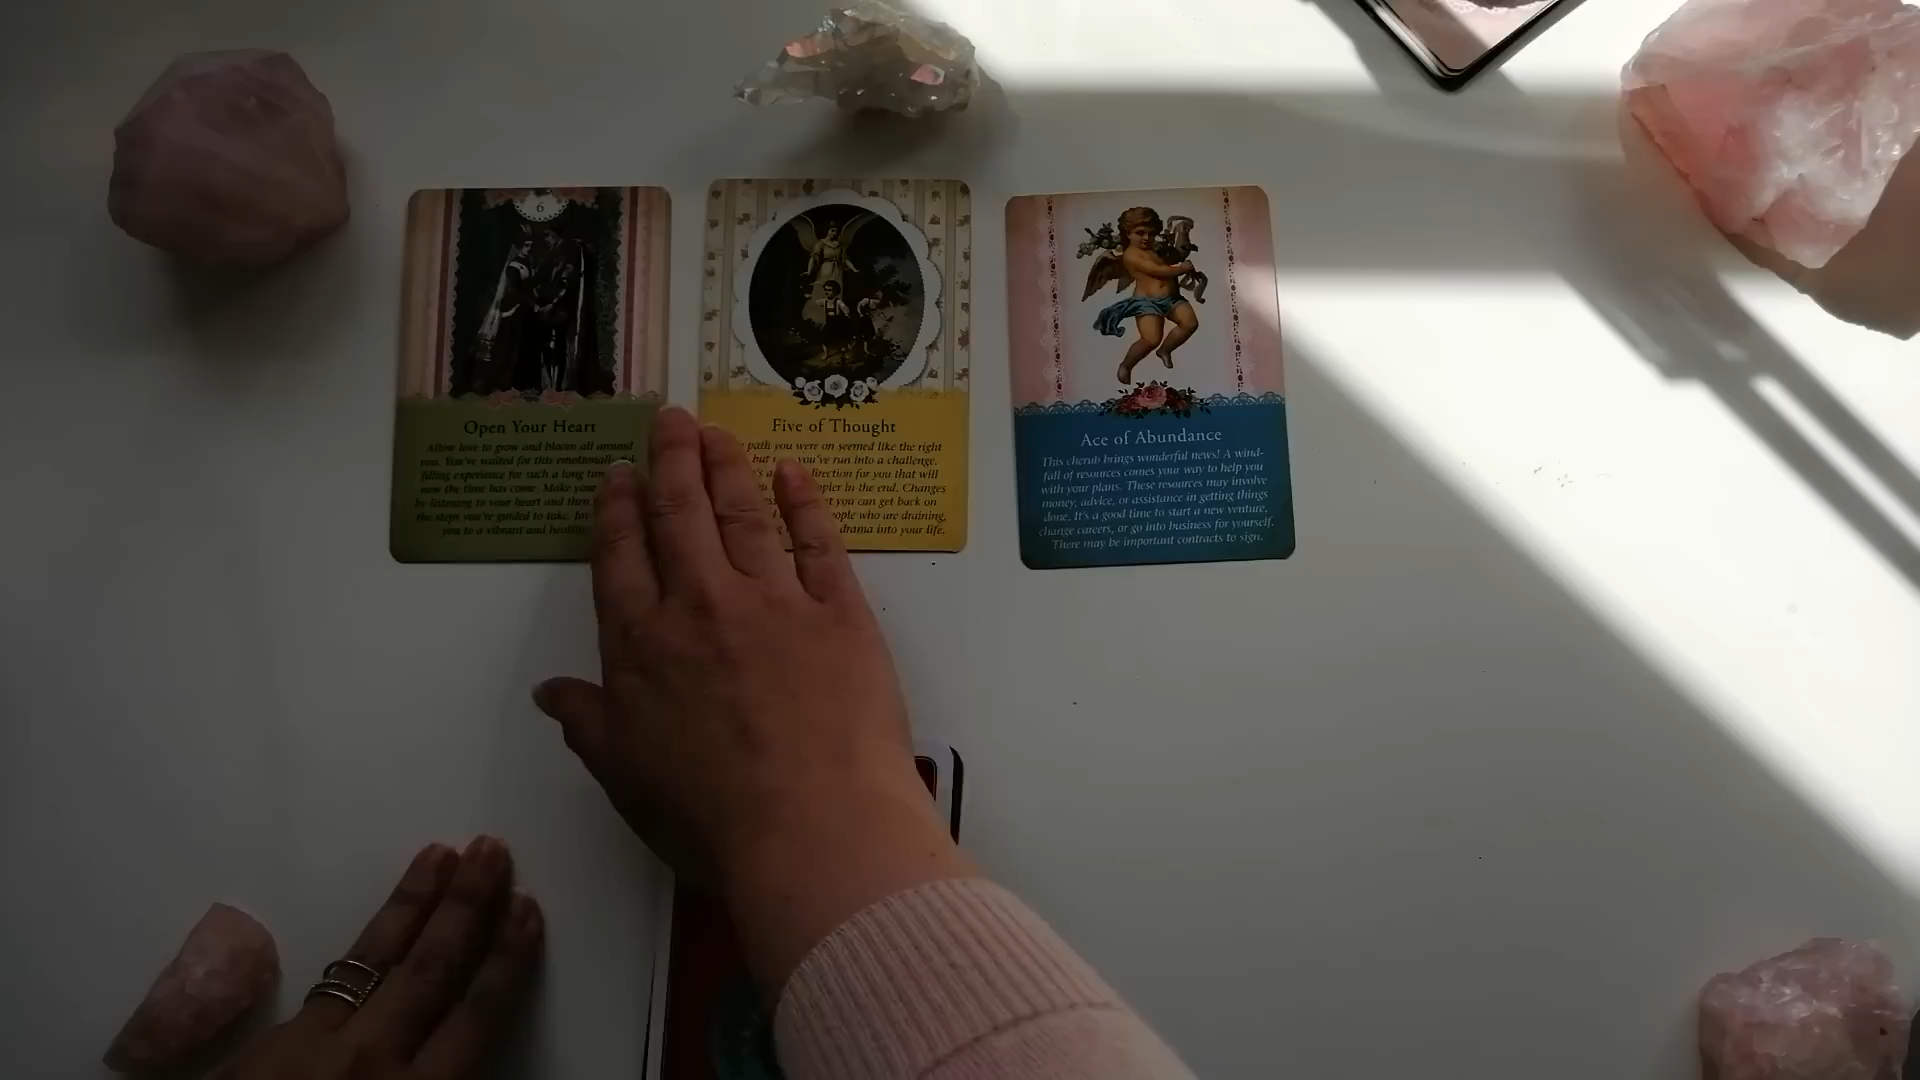 6
Open Your Heart
Allow love to grow and bloom all around
you. You've waited for this emotionally
filling experience for such a long time
now the time has come. Make your
by listening to your heart and then
the steps you're guided to take.
you to a vibrant and healthy
Five of Thought
path you were on seemed like the right
but you've run into a challenge.
direction for you that will
in the end. Changes
you can get back on
people who are draining,
drama into your life.
Ace of Abundance
This cherub brings wonderful news! A wind-
fall of resources comes your way to help you
with your plans. These resources may involve
money, advice, or assistance in getting things
done. It's a good time to start a new venture,
change careers, or go into business for yourself.
There may be important contracts to sign.